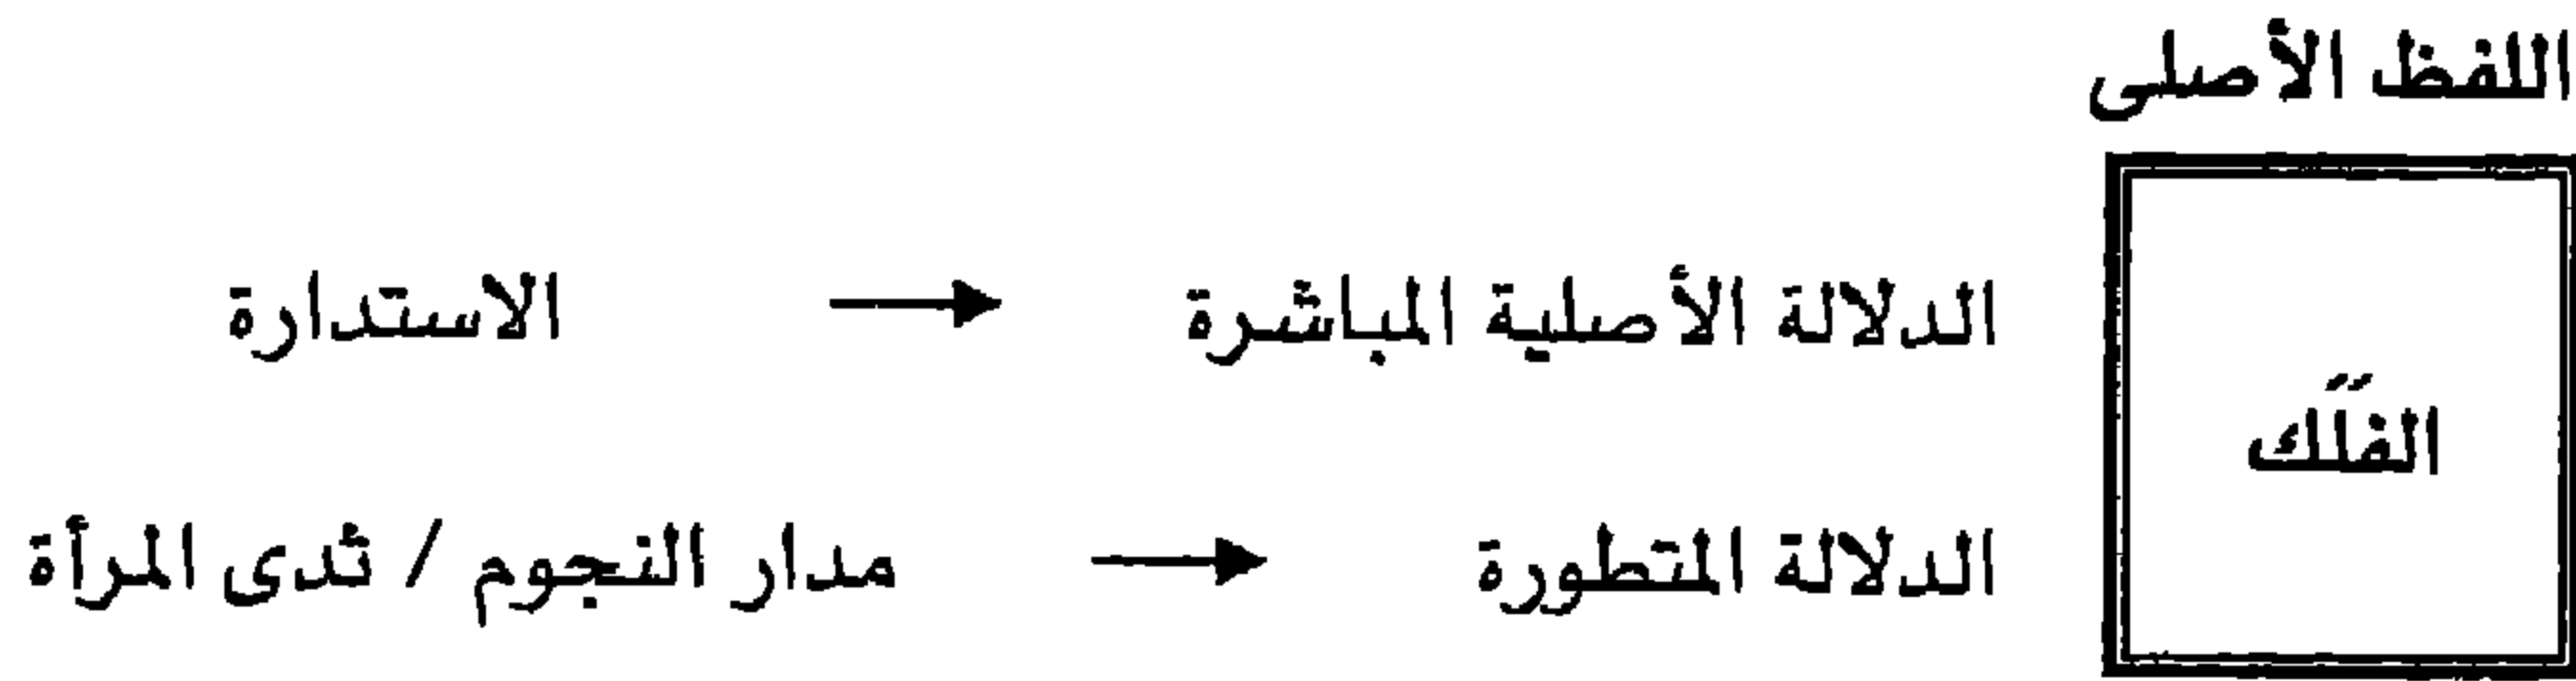 اللفظ الأصلى
الدلالة الأصلية المباشرة → الاستدارة
الفَلَك
الدلالة المتطورة → مدار النجوم / ثدى المرأة